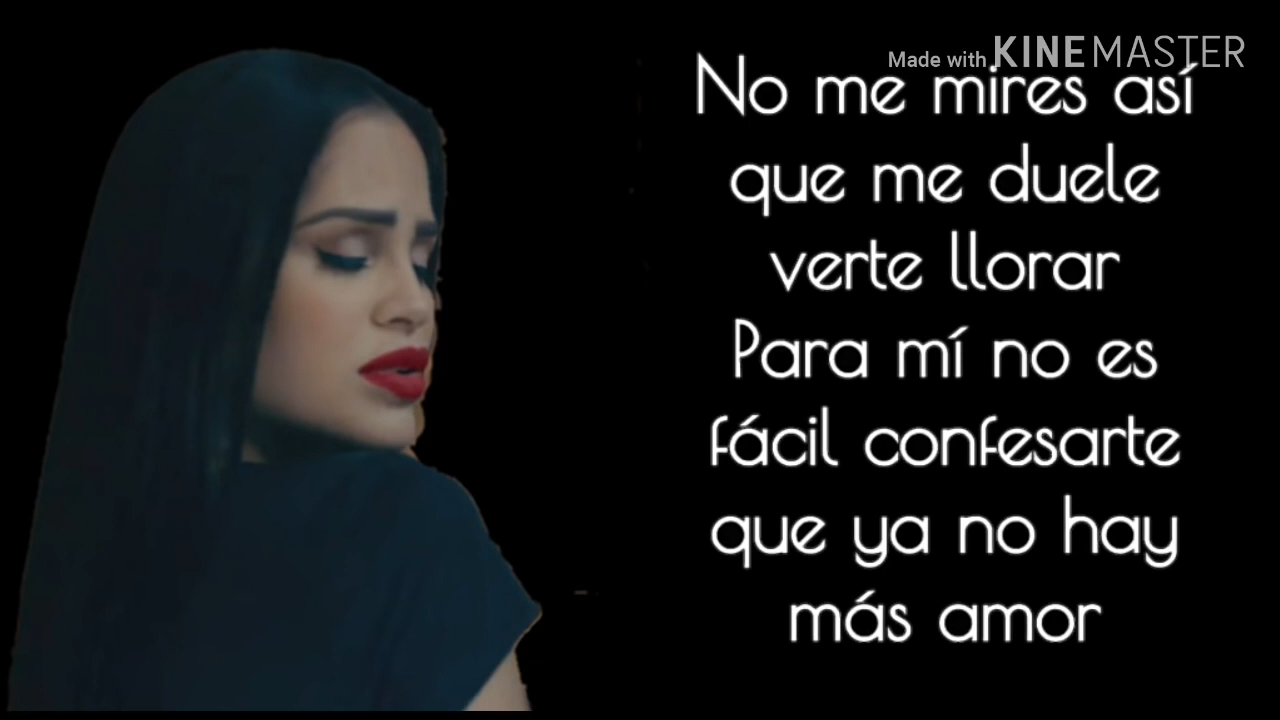 Made with KINEMASTER
No me mires así
que me duele
verte llorar
Para mí no es
fácil confesarte
que ya no hay
más amor